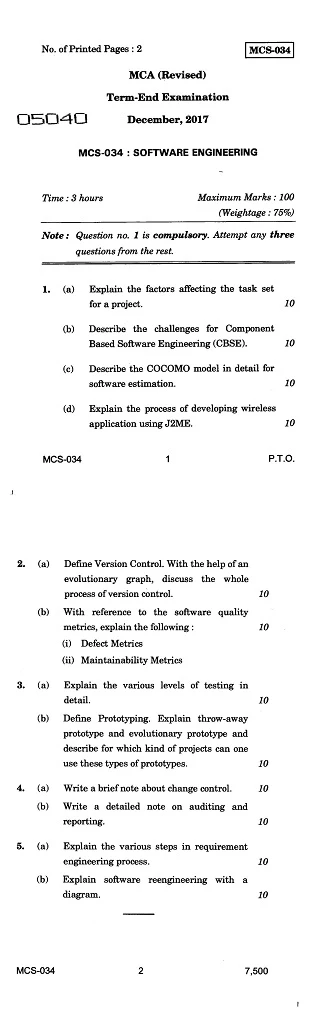 No. of Printed Pages : 2 MCS-034
MCA (Revised)
Term-End Examination
05040 December, 2017
MCS-034 : SOFTWARE ENGINEERING
Time : 3 hours Maximum Marks : 100
(Weightage : 75%)
Note : Question no. 1 is compulsory. Attempt any three
questions from the rest.
1. (a) Explain the factors affecting the task set
for a project. 10
(b) Describe the challenges for Component
Based Software Engineering (CBSE). 10
(c) Describe the COCOMO model in detail for
software estimation. 10
(d) Explain the process of developing wireless
application using J2ME. 10
MCS-034 1 P.T.O.
2. (a) Define Version Control. With the help of an
evolutionary graph, discuss the whole
process of version control. 10
(b) With reference to the software quality
metrics, explain the following : 10
(i) Defect Metrics
(ii) Maintainability Metrics
3. (a) Explain the various levels of testing in
detail. 10
(b) Define Prototyping. Explain throw-away
prototype and evolutionary prototype and
describe for which kind of projects can one
use these types of prototypes. 10
4. (a) Write a brief note about change control. 10
(b) Write a detailed note on auditing and
reporting. 10
5. (a) Explain the various steps in requirement
engineering process. 10
(b) Explain software reengineering with a
diagram. 10
MCS-034 2 7,500